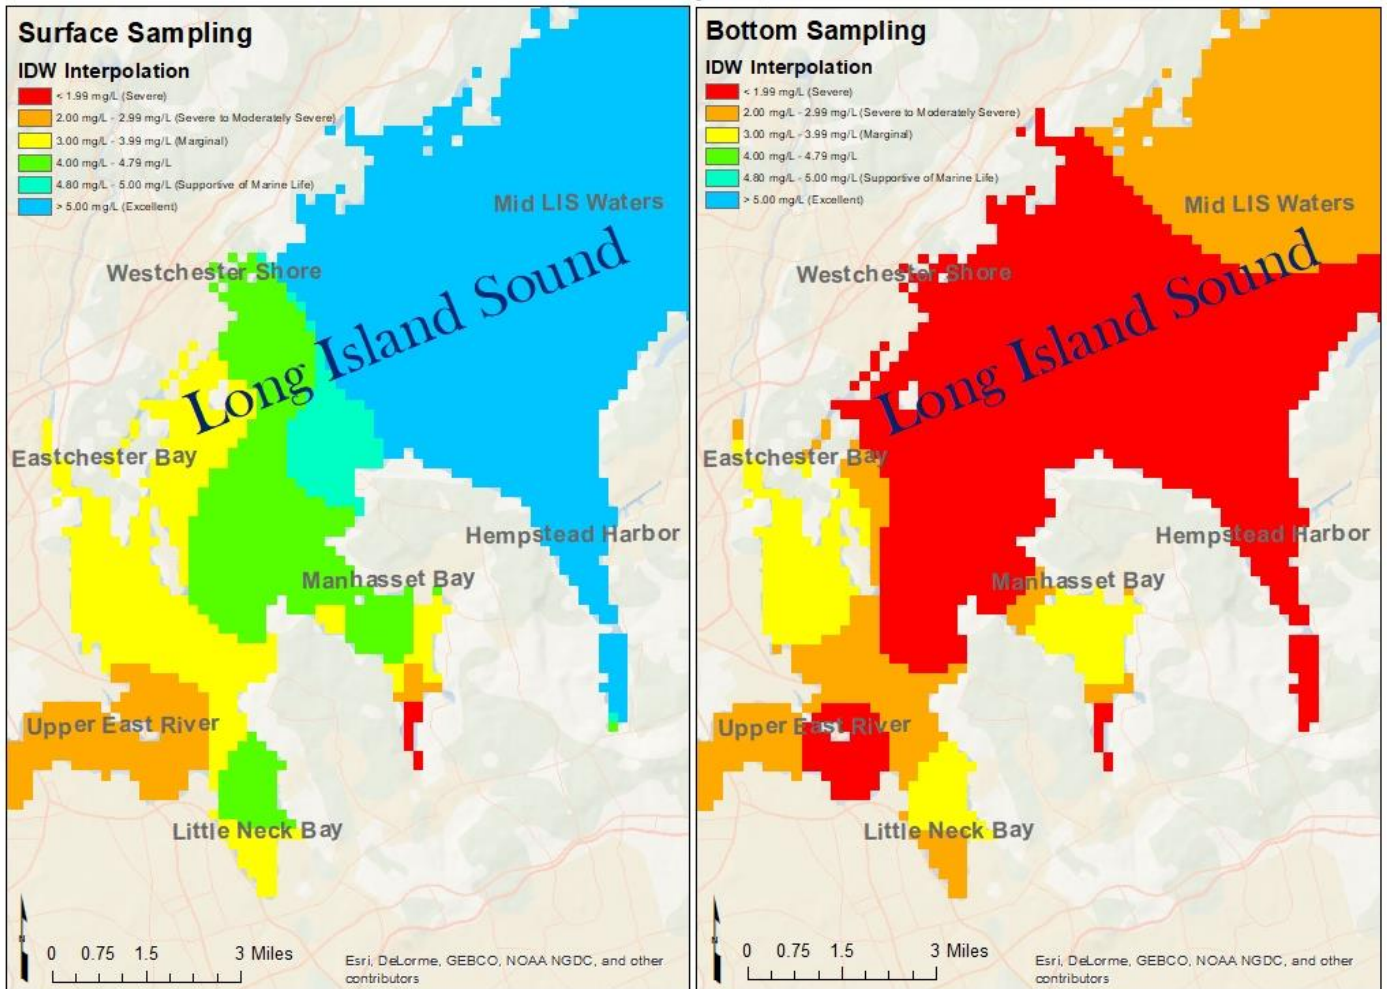 Surface Sampling
IDW Interpolation
< 1.99 mg/L (Severe)
2.00 mg/L - 2.99 mg/L (Severe to Moderately Severe)
3.00 mg/L - 3.99 mg/L (Marginal)
4.00 mg/L - 4.79 mg/L
4.80 mg/L - 5.00 mg/L (Supportive of Marine Life)
> 5.00 mg/L (Excellent)
Mid LIS Waters
Westchester Shore
Long Island Sound
Eastchester Bay
Hempstead Harbor
Manhasset Bay
Upper East River
Little Neck Bay
N
0 0.75 1.5 3 Miles
Esri, DeLorme, GEBCO, NOAA NGDC, and other
contributors
Bottom Sampling
IDW Interpolation
< 1.99 mg/L (Severe)
2.00 mg/L - 2.99 mg/L (Severe to Moderately Severe)
3.00 mg/L - 3.99 mg/L (Marginal)
4.00 mg/L - 4.79 mg/L
4.80 mg/L - 5.00 mg/L (Supportive of Marine Life)
> 5.00 mg/L (Excellent)
Mid LIS Waters
Westchester Shore
Long Island Sound
Eastchester Bay
Hempstead Harbor
Manhasset Bay
Upper East River
Little Neck Bay
N
0 0.75 1.5 3 Miles
Esri, DeLorme, GEBCO, NOAA NGDC, and other
contributors